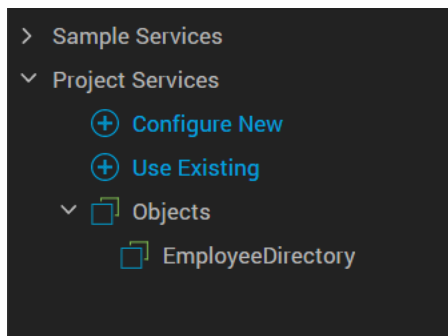 Sample Services
Project Services
Configure New
Use Existing
Objects
EmployeeDirectory